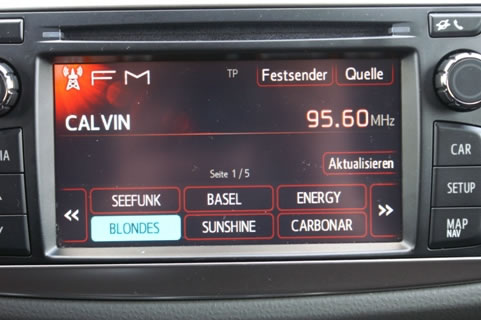 FM TP Festsender Quelle
CALVIN 95.60MHz
Seite 1 / 5 Aktualisieren
SEEFUNK BASEL ENERGY
« BLONDES SUNSHINE CARBONAR »
CAR
SETUP
MAP
NAV